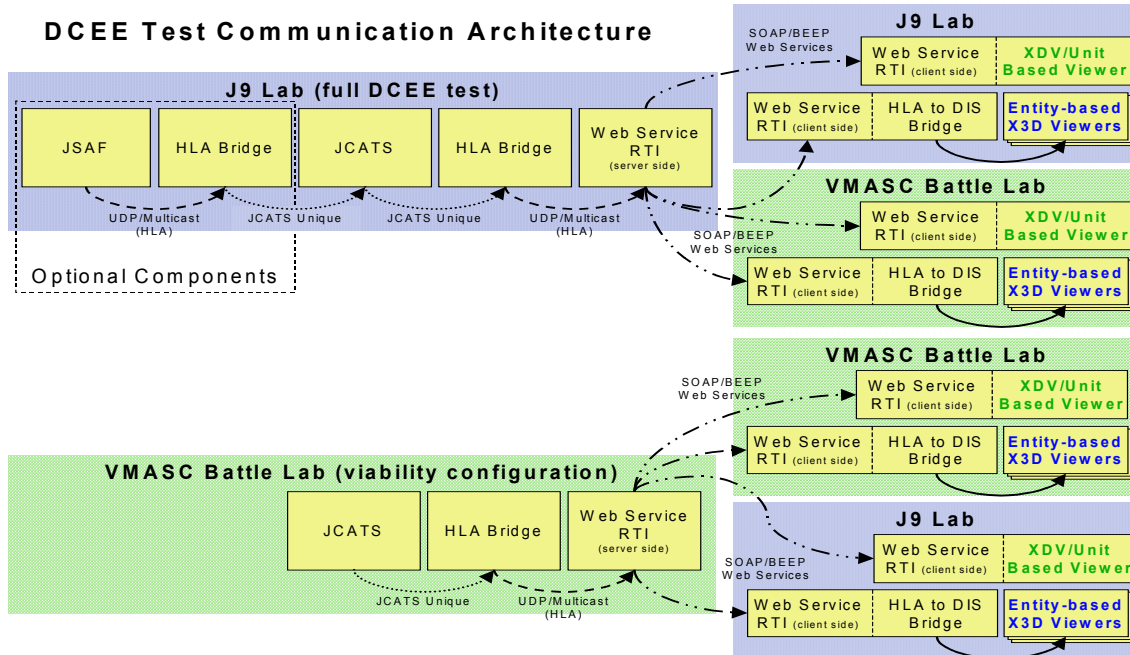 DCEE Test Communication Architecture
J9 Lab (full DCEE test)
JSAF
HLA Bridge
JCATS
HLA Bridge
Web Service
RTI
(server side)
UDP/Multicast
(HLA)
JCATS Unique
JCATS Unique
UDP/Multicast
(HLA)
Optional Components
SOAP/BEEP
Web Services
SOAP/BEEP
Web Services
J9 Lab
Web Service
RTI (client side)
XDV/Unit
Based Viewer
Web Service
RTI (client side)
HLA to DIS
Bridge
Entity-based
X3D Viewers
VMASC Battle Lab
Web Service
RTI (client side)
XDV/Unit
Based Viewer
Web Service
RTI (client side)
HLA to DIS
Bridge
Entity-based
X3D Viewers
VMASC Battle Lab (viability configuration)
JCATS
HLA Bridge
Web Service
RTI
(server side)
JCATS Unique
UDP/Multicast
(HLA)
SOAP/BEEP
Web Services
SOAP/BEEP
Web Services
VMASC Battle Lab
Web Service
RTI (client side)
XDV/Unit
Based Viewer
Web Service
RTI (client side)
HLA to DIS
Bridge
Entity-based
X3D Viewers
J9 Lab
Web Service
RTI (client side)
XDV/Unit
Based Viewer
Web Service
RTI (client side)
HLA to DIS
Bridge
Entity-based
X3D Viewers